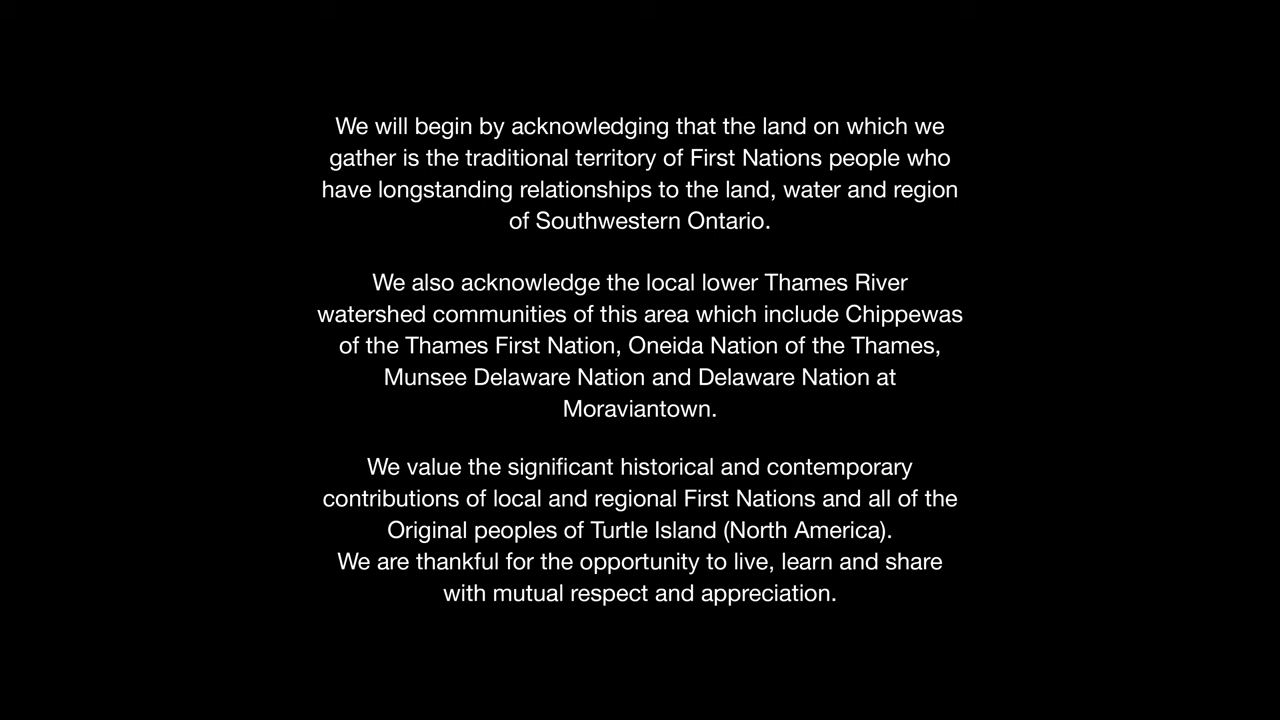 We will begin by acknowledging that the land on which we
gather is the traditional territory of First Nations people who
have longstanding relationships to the land, water and region
of Southwestern Ontario.
We also acknowledge the local lower Thames River
watershed communities of this area which include Chippewas
of the Thames First Nation, Oneida Nation of the Thames,
Munsee Delaware Nation and Delaware Nation at
Moraviantown.
We value the significant historical and contemporary
contributions of local and regional First Nations and all of the
Original peoples of Turtle Island (North America).
We are thankful for the opportunity to live, learn and share
with mutual respect and appreciation.